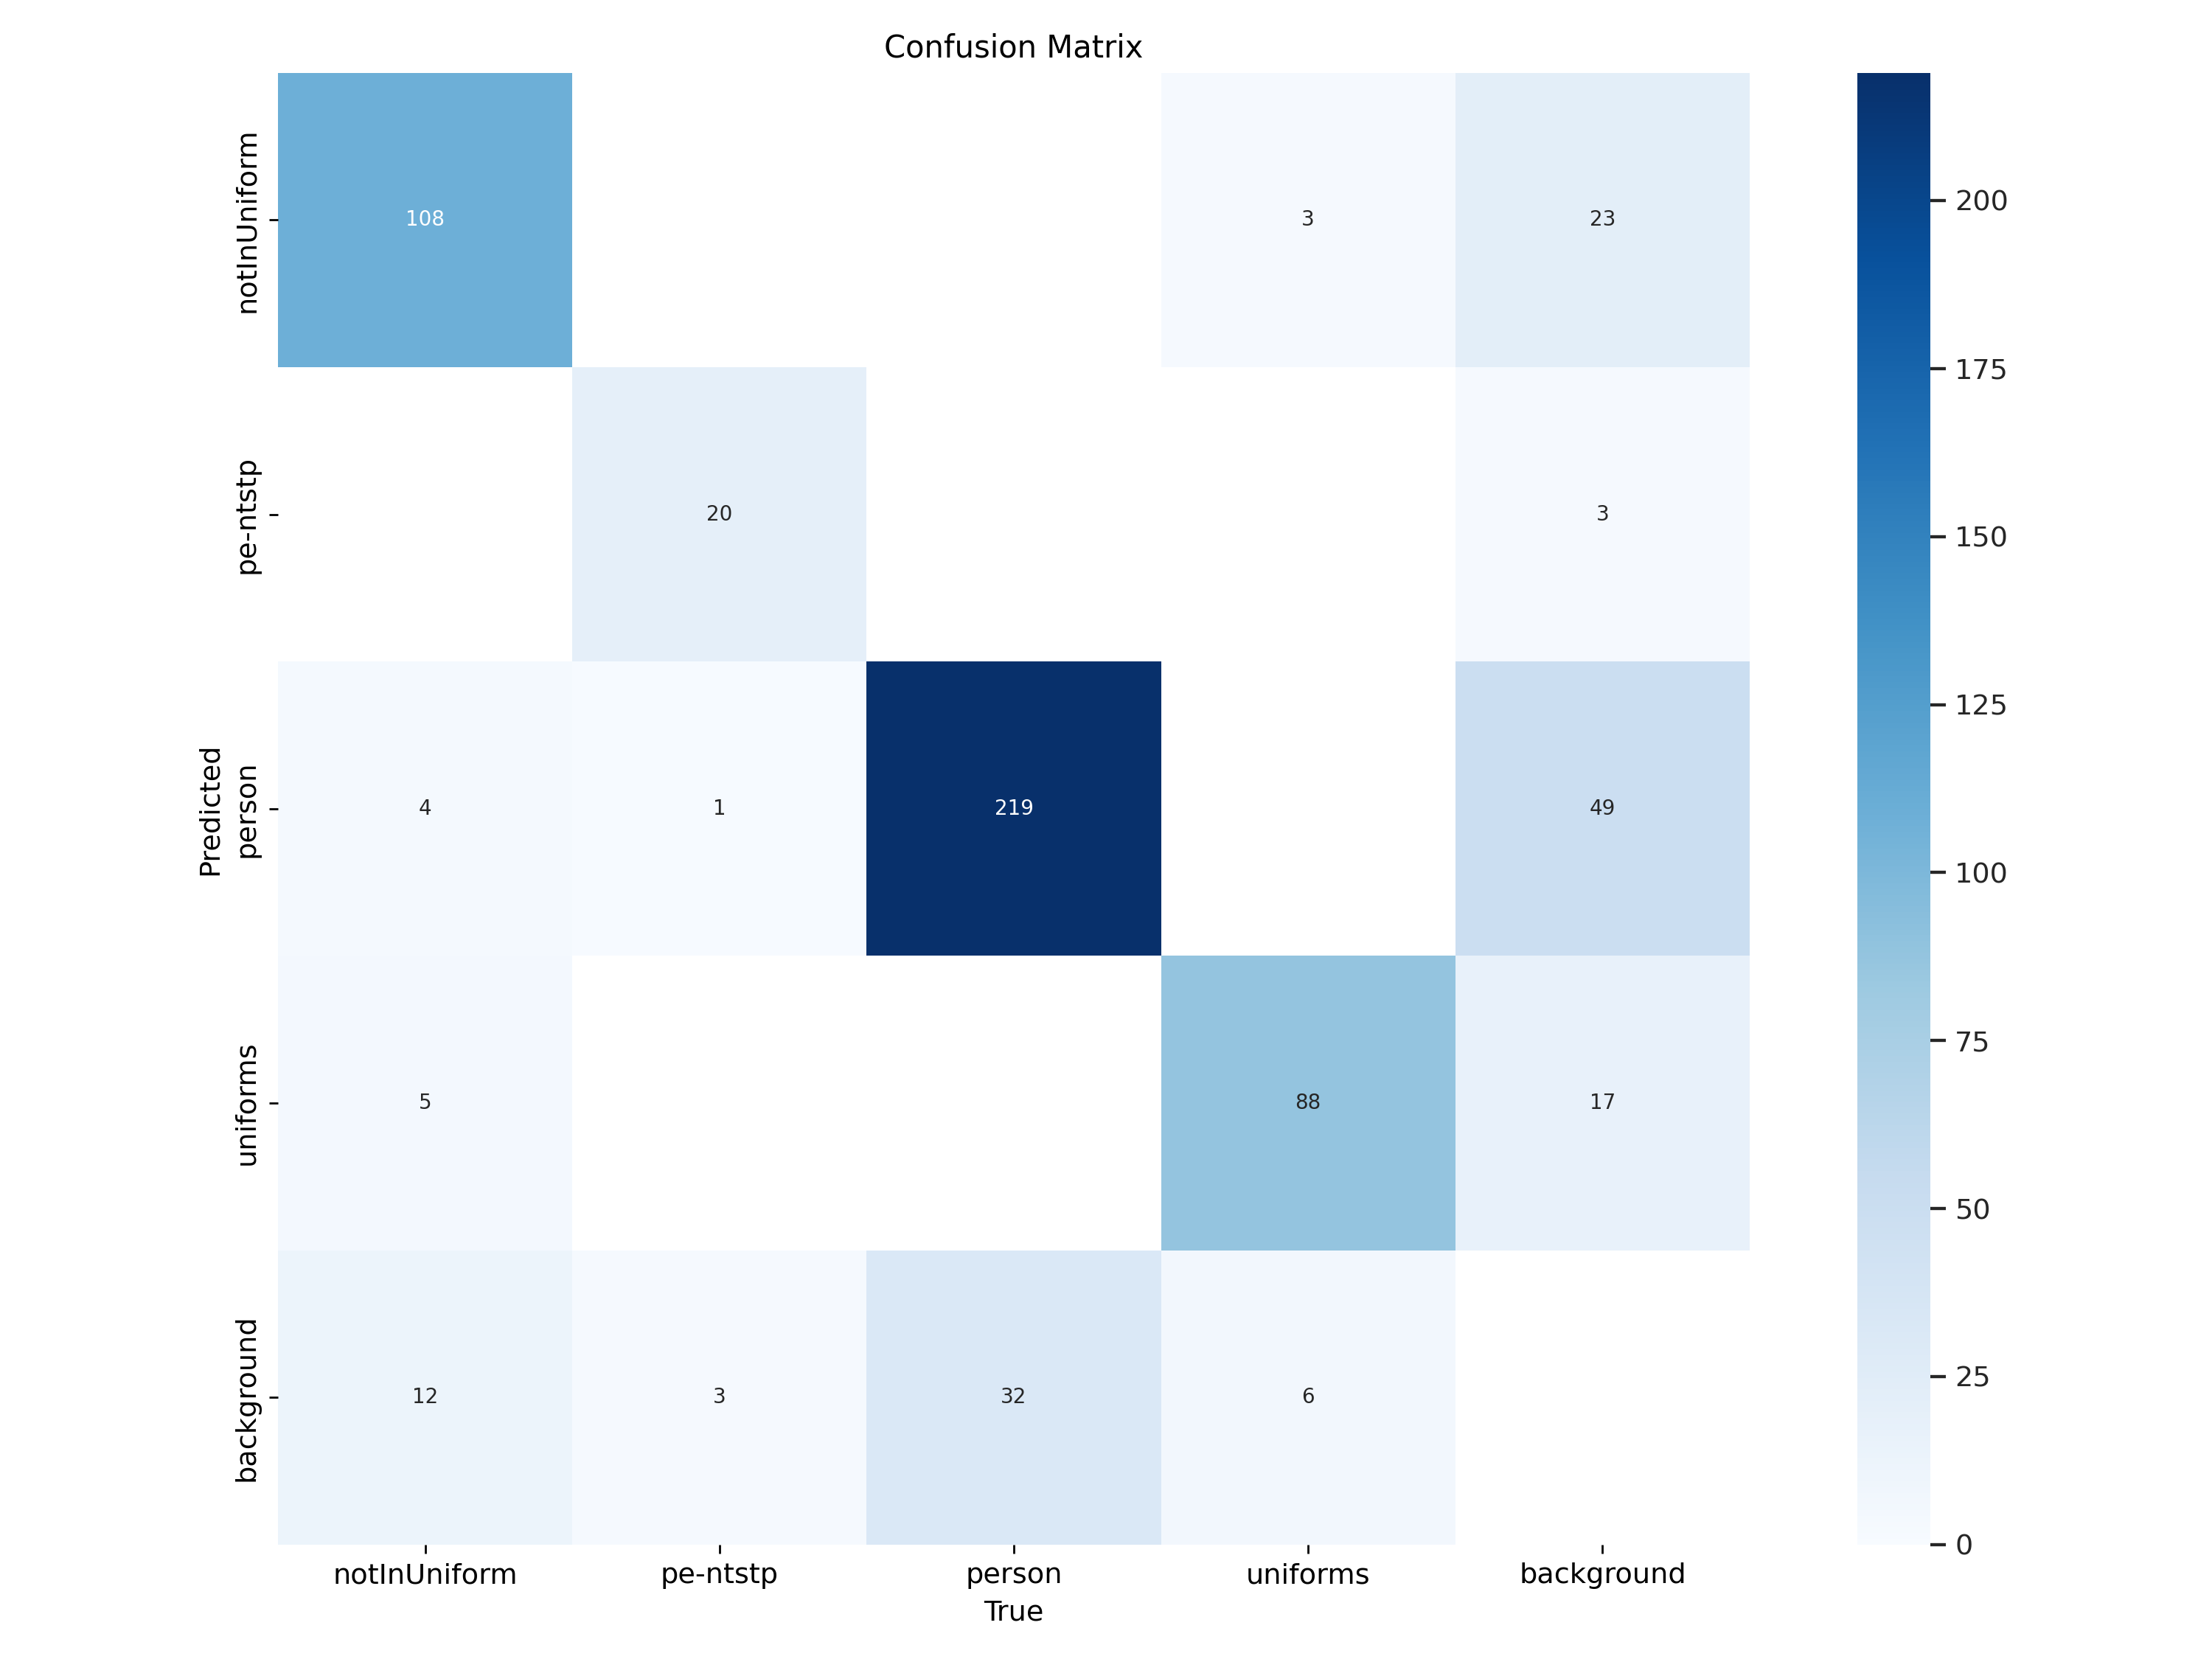 Confusion Matrix
notInUniform
108
3
23
200
175
pe-ntstp
20
3
150
125
Predicted
person
4
1
219
49
100
uniforms
5
88
17
75
50
background
12
3
32
6
25
0
notInUniform
pe-ntstp
person
uniforms
background
True